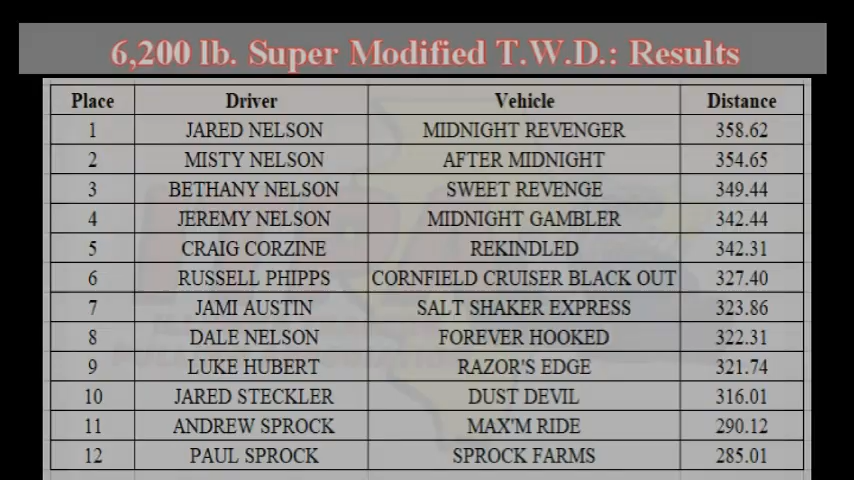 6,200 lb. Super Modified T.W.D.: Results
Place Driver Vehicle Distance
1 JARED NELSON MIDNIGHT REVENGER 358.62
2 MISTY NELSON AFTER MIDNIGHT 354.65
3 BETHANY NELSON SWEET REVENGE 349.44
4 JEREMY NELSON MIDNIGHT GAMBLER 342.44
5 CRAIG CORZINE REKINDLED 342.31
6 RUSSELL PHIPPS CORNFIELD CRUISER BLACK OUT 327.40
7 JAMI AUSTIN SALT SHAKER EXPRESS 323.86
8 DALE NELSON FOREVER HOOKED 322.31
9 LUKE HUBERT RAZOR'S EDGE 321.74
10 JARED STECKLER DUST DEVIL 316.01
11 ANDREW SPROCK MAX'M RIDE 290.12
12 PAUL SPROCK SPROCK FARMS 285.01